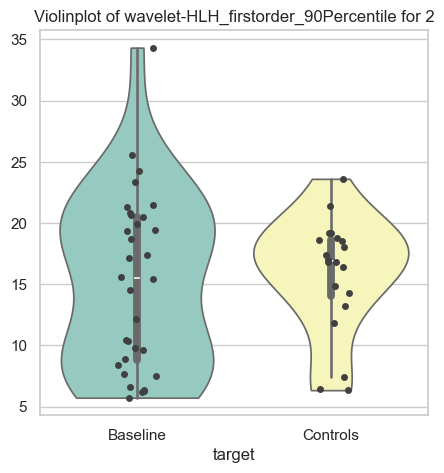 Violinplot of wavelet-HLH_firstorder_90Percentile for 2
35
30
25
20
15
10
5
Baseline Controls
target